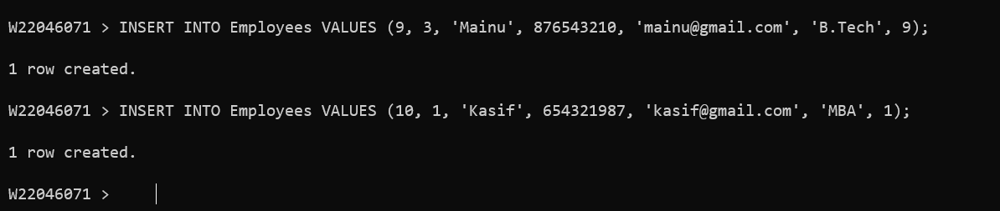 W22046071 > INSERT INTO Employees VALUES (9, 3, 'Mainu', 876543210, 'mainu@gmail.com', 'B.Tech', 9);
1 row created.
W22046071 > INSERT INTO Employees VALUES (10, 1, 'Kasif', 654321987, 'kasif@gmail.com', 'MBA', 1);
1 row created.
W22046071 >